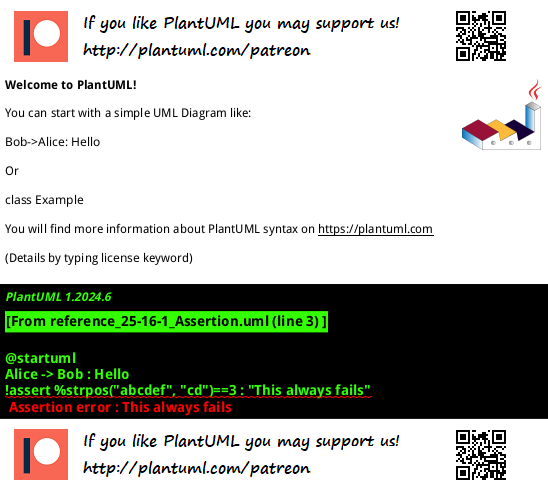 If you like PlantUML you may support us!
http://plantuml.com/patreon
Welcome to PlantUML!
You can start with a simple UML Diagram like:
Bob->Alice: Hello
Or
class Example
You will find more information about PlantUML syntax on https://plantuml.com
(Details by typing license keyword)
PlantUML 1.2024.6
[From reference_25-16-1_Assertion.uml (line 3) ]
@startuml
Alice -> Bob : Hello
!assert %strpos("abcdef", "cd")==3 : "This always fails"
Assertion error : This always fails
If you like PlantUML you may support us!
http://plantuml.com/patreon